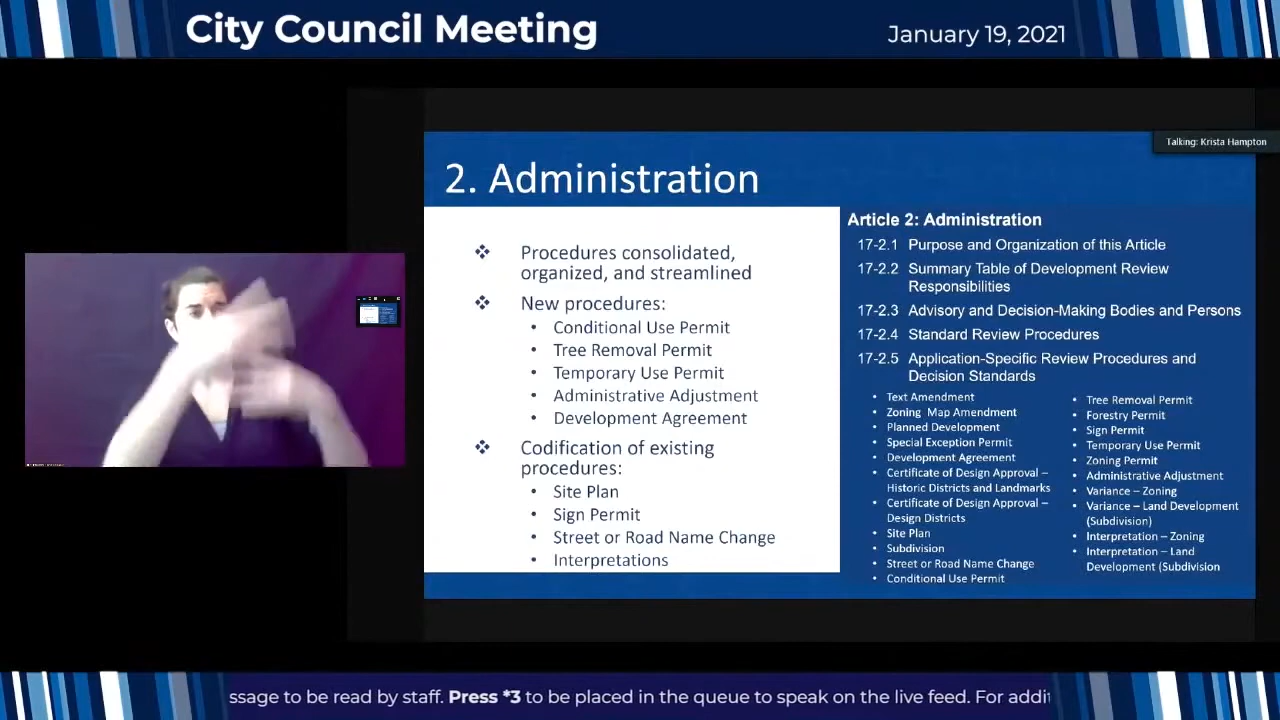 City Council Meeting
January 19, 2021
Talking: Krista Hampton
2. Administration
❖ Procedures consolidated,
organized, and streamlined
❖ New procedures:
• Conditional Use Permit
• Tree Removal Permit
• Temporary Use Permit
• Administrative Adjustment
• Development Agreement
❖ Codification of existing
procedures:
• Site Plan
• Sign Permit
• Street or Road Name Change
• Interpretations
Article 2: Administration
17-2.1 Purpose and Organization of this Article
17-2.2 Summary Table of Development Review
Responsibilities
17-2.3 Advisory and Decision-Making Bodies and Persons
17-2.4 Standard Review Procedures
17-2.5 Application-Specific Review Procedures and
Decision Standards
• Text Amendment
• Zoning Map Amendment
• Planned Development
• Special Exception Permit
• Development Agreement
• Certificate of Design Approval –
Historic Districts and Landmarks
• Certificate of Design Approval –
Design Districts
• Site Plan
• Subdivision
• Street or Road Name Change
• Conditional Use Permit
• Tree Removal Permit
• Forestry Permit
• Sign Permit
• Temporary Use Permit
• Zoning Permit
• Administrative Adjustment
• Variance – Zoning
• Variance – Land Development
(Subdivision)
• Interpretation – Zoning
• Interpretation – Land
Development (Subdivision
ssage to be read by staff. Press *3 to be placed in the queue to speak on the live feed. For addit